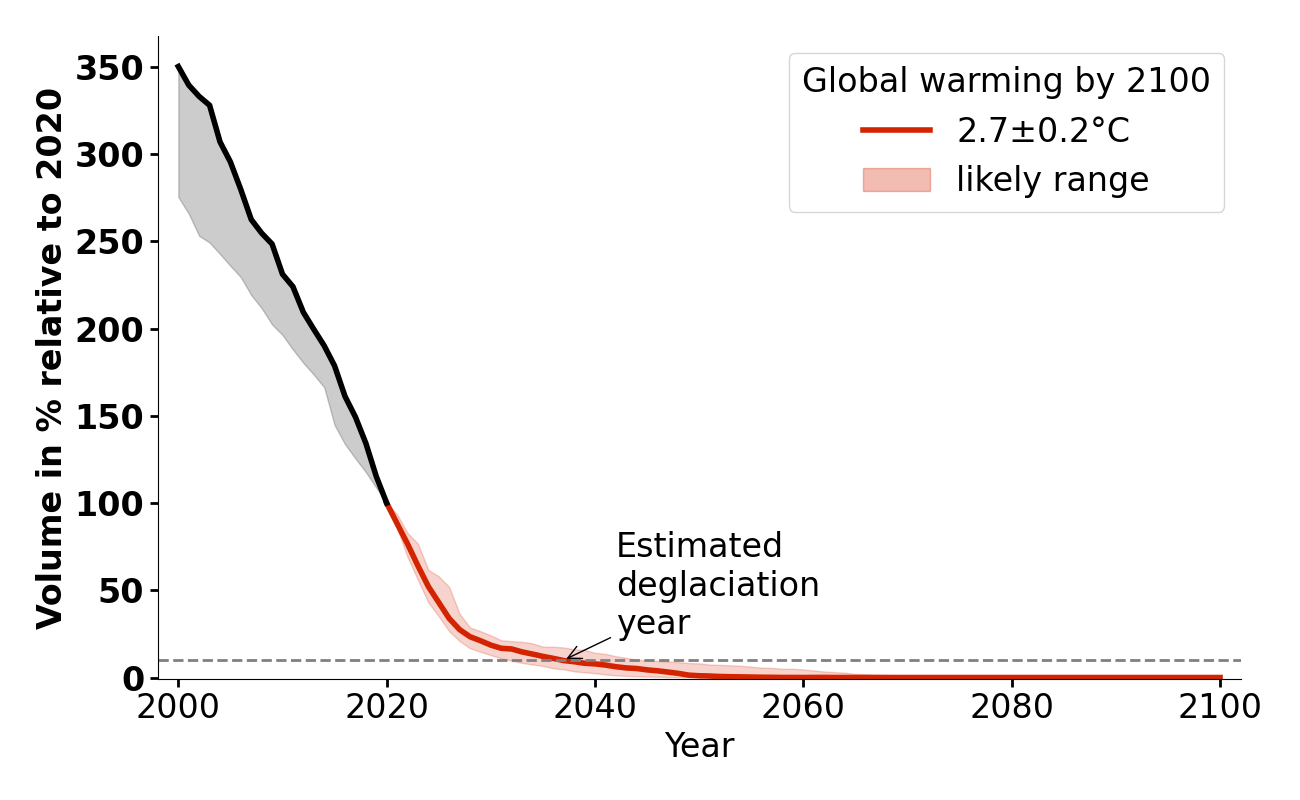 Volume in % relative to 2020
350
300
250
200
150
100
50
0
Global warming by 2100
2.7±0.2°C
likely range
Estimated
deglaciation
year
2000 2020 2040 2060 2080 2100
Year